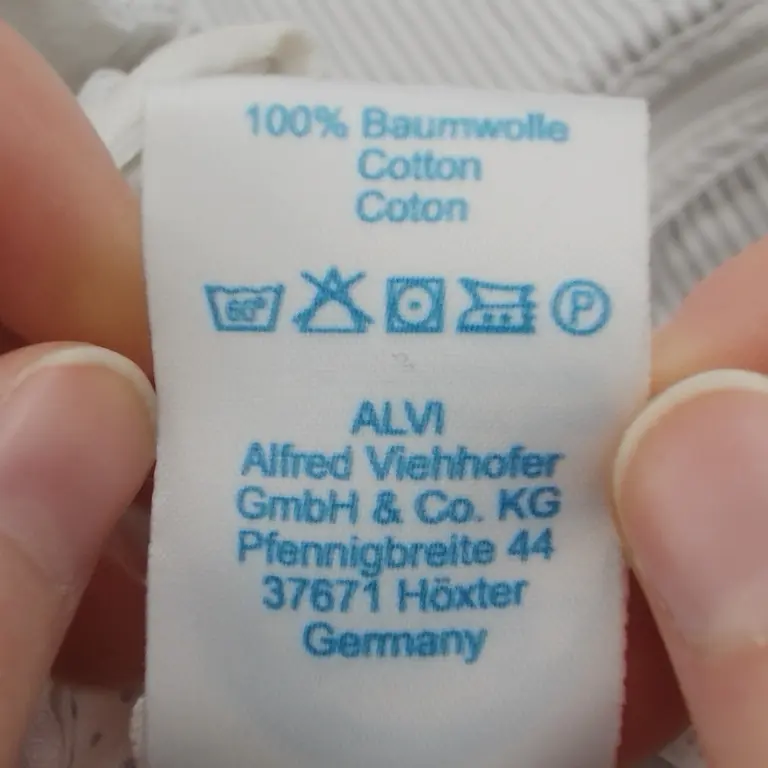 100% Baumwolle
Cotton
Coton
60° P
ALVI
Alfred Viehhofer
GmbH & Co. KG
Pfennigbreite 44
37671 Höxter
Germany